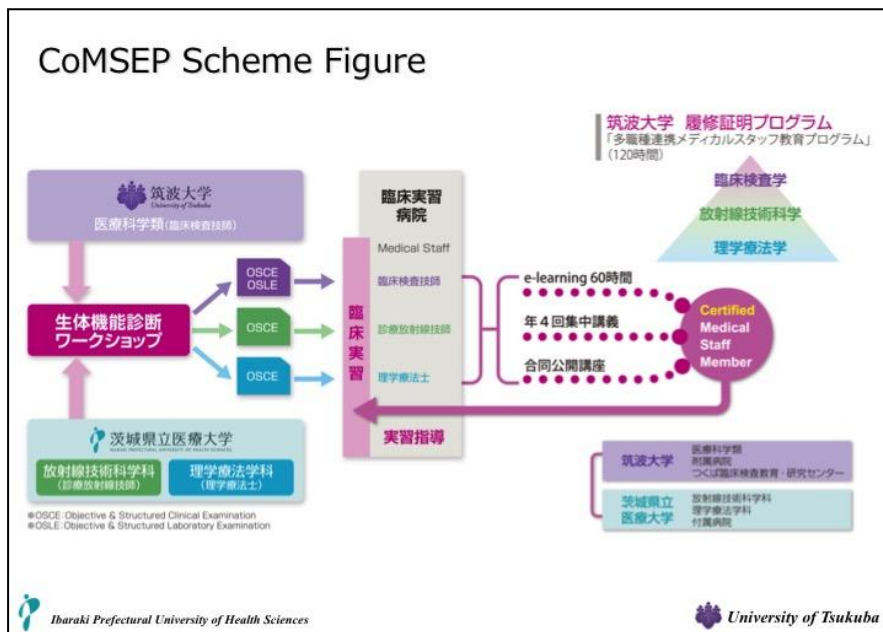 CoMSEP Scheme Figure
筑波大学 履修証明プログラム
「多職種連携メディカルスタッフ教育プログラム」
(120時間)
臨床検査学
放射線技術科学
理学療法学
筑波大学
University of Tsukuba
医療科学類(臨床検査技師)
生体機能診断
ワークショップ
OSCE
OSLE
OSCE
OSCE
臨床実習
病院
Medical Staff
臨床検査技師
診療放射線技師
理学療法士
臨床実習
実習指導
e-learning 60時間
年4回集中講義
合同公開講座
Certified
Medical
Staff
Member
茨城県立医療大学
IBARAKI PREFECTURAL UNIVERSITY OF HEALTH SCIENCES
放射線技術科学科
(診療放射線技師)
理学療法学科
(理学療法士)
※OSCE:Objective & Structured Clinical Examination
※OSLE:Objective & Structured Laboratory Examination
筑波大学
医療科学類
附属病院
つくば臨床検査教育・研究センター
茨城県立
医療大学
放射線技術科学科
理学療法学科
付属病院
Ibaraki Prefectural University of Health Sciences
University of Tsukuba